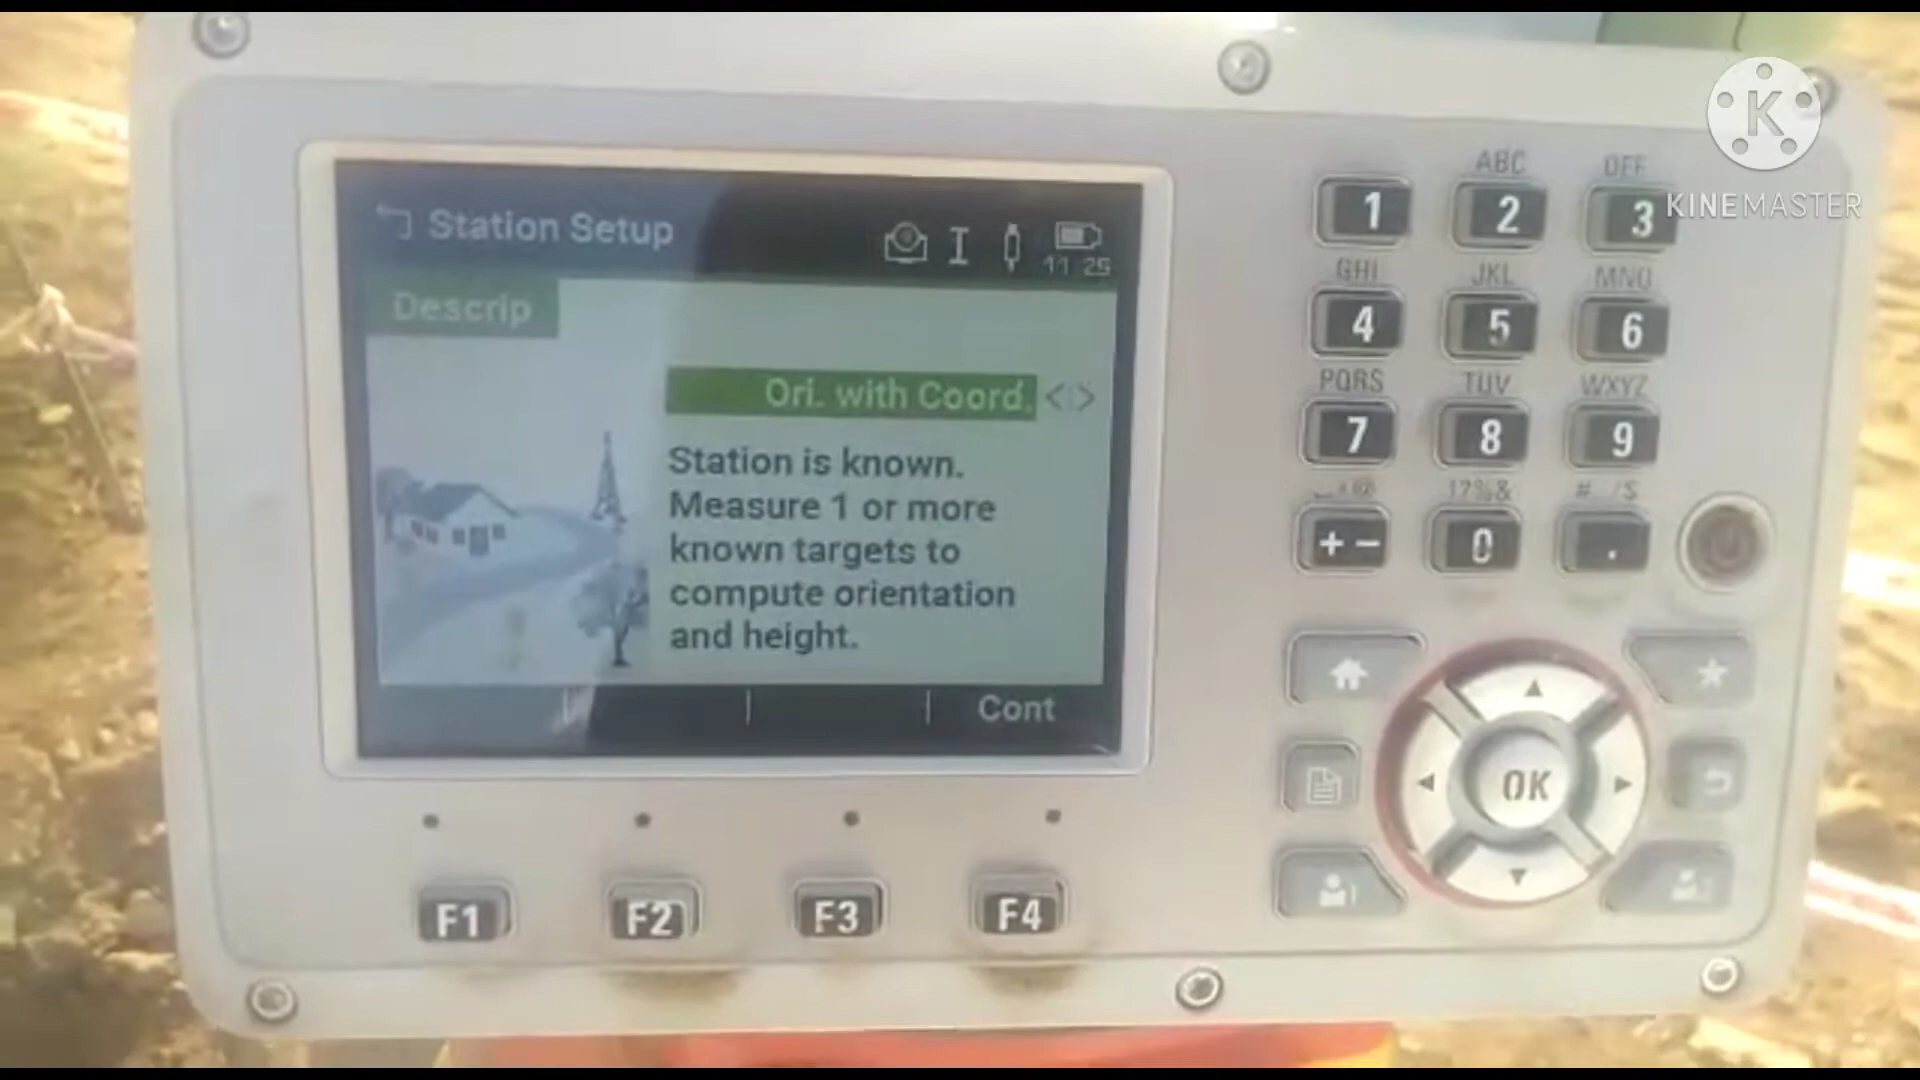 Station Setup
I
11 25
Descrip
Ori. with Coord.
Station is known.
Measure 1 or more
known targets to
compute orientation
and height.
Cont
F1 F2 F3 F4
ABC
1 2 3
GHI JKL MNO
4 5 6
PQRS TUV WXYZ
7 8 9
!?%&
+ - 0 .
OK
K
KINEMASTER